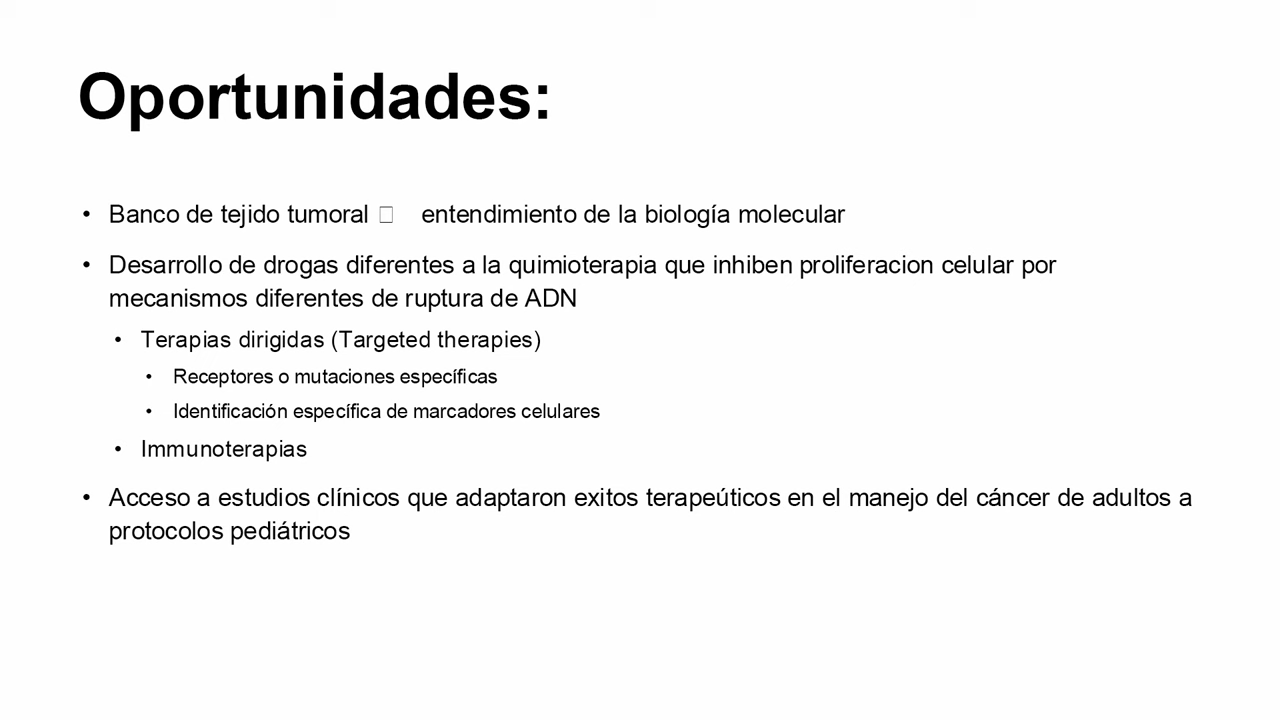 Oportunidades:
• Banco de tejido tumoral □ entendimiento de la biología molecular
• Desarrollo de drogas diferentes a la quimioterapia que inhiben proliferacion celular por
mecanismos diferentes de ruptura de ADN
• Terapias dirigidas (Targeted therapies)
• Receptores o mutaciones específicas
• Identificación específica de marcadores celulares
• Immunoterapias
• Acceso a estudios clínicos que adaptaron exitos terapeúticos en el manejo del cáncer de adultos a
protocolos pediátricos